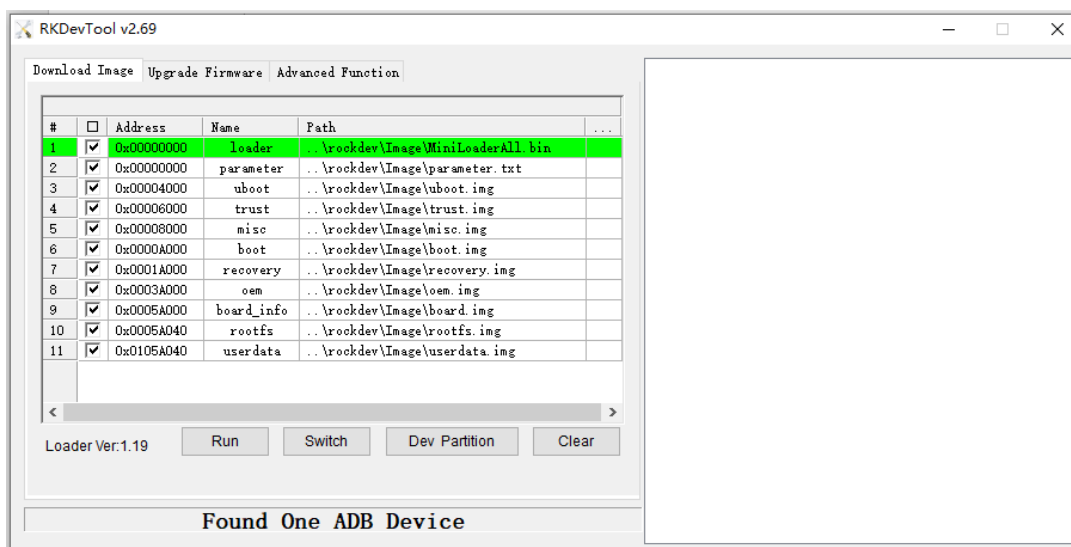 RKDevTool v2.69
Download Image Upgrade Firmware Advanced Function
# Address Name Path ...
1 0x00000000 loader ..\rockdev\Image\MiniLoaderAll.bin
2 0x00000000 parameter ..\rockdev\Image\parameter.txt
3 0x00004000 uboot ..\rockdev\Image\uboot.img
4 0x00006000 trust ..\rockdev\Image\trust.img
5 0x00008000 misc ..\rockdev\Image\misc.img
6 0x0000A000 boot ..\rockdev\Image\boot.img
7 0x0001A000 recovery ..\rockdev\Image\recovery.img
8 0x0003A000 oem ..\rockdev\Image\oem.img
9 0x0005A000 board_info ..\rockdev\Image\board.img
10 0x0005A040 rootfs ..\rockdev\Image\rootfs.img
11 0x0105A040 userdata ..\rockdev\Image\userdata.img
Loader Ver:1.19 Run Switch Dev Partition Clear
Found One ADB Device